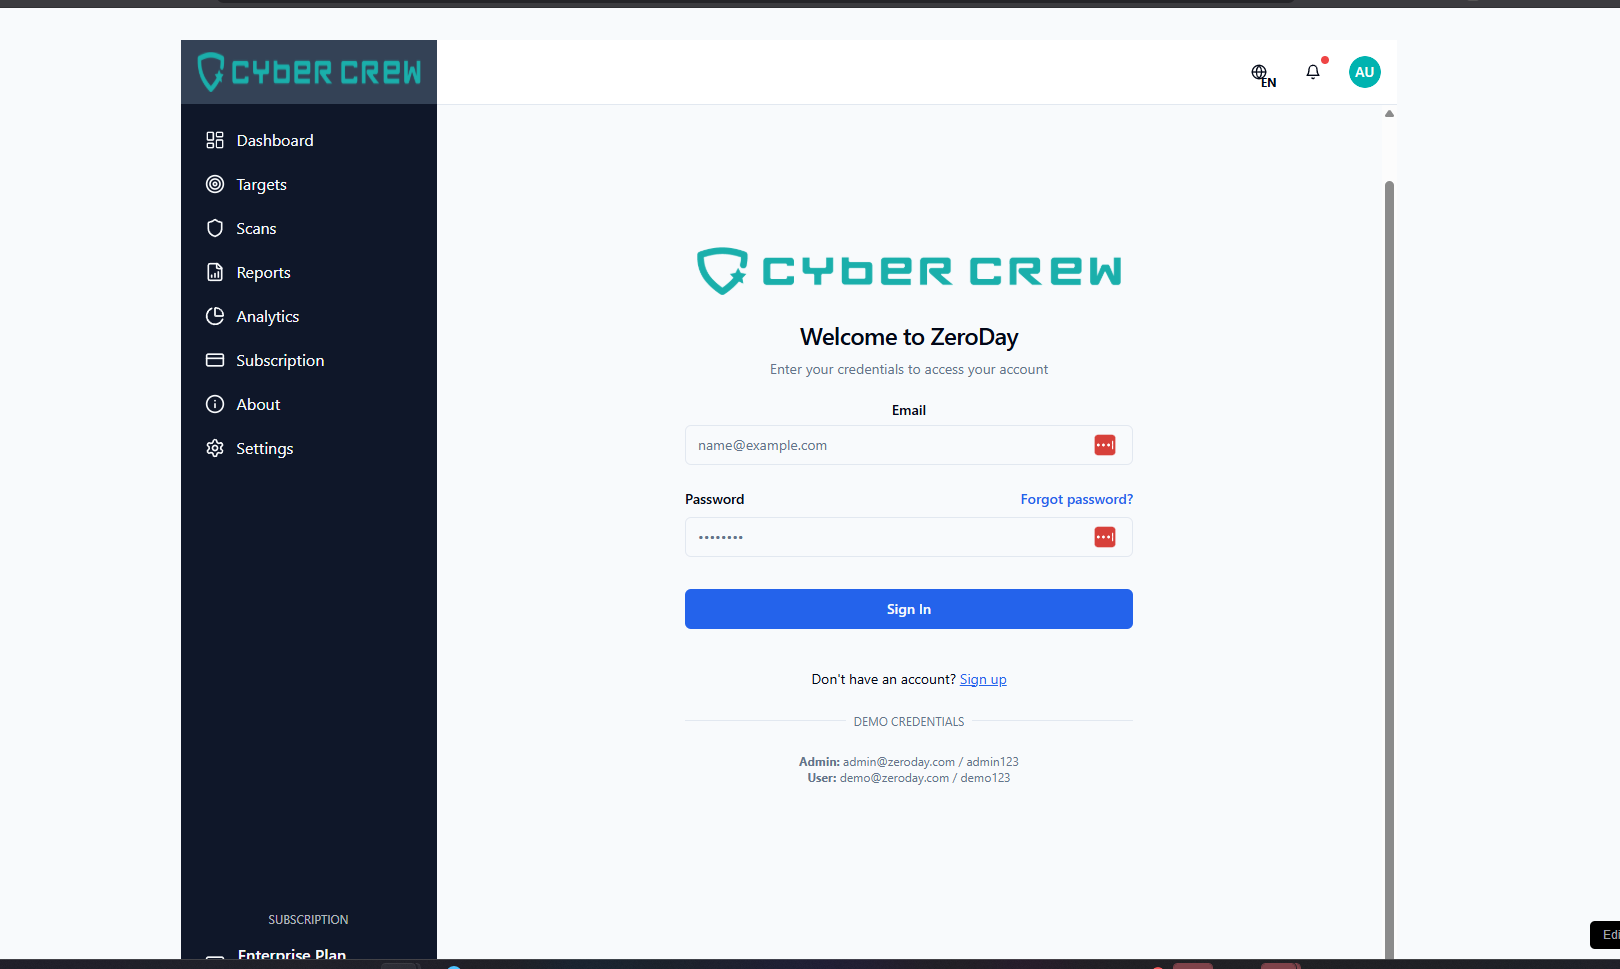 CYBER CREW
EN
AU
Dashboard
Targets
Scans
Reports
Analytics
Subscription
About
Settings
SUBSCRIPTION
Enterprise Plan
CYBER CREW
Welcome to ZeroDay
Enter your credentials to access your account
Email
name@example.com
Password
Forgot password?
Sign In
Don't have an account? Sign up
DEMO CREDENTIALS
Admin: admin@zeroday.com / admin123
User: demo@zeroday.com / demo123